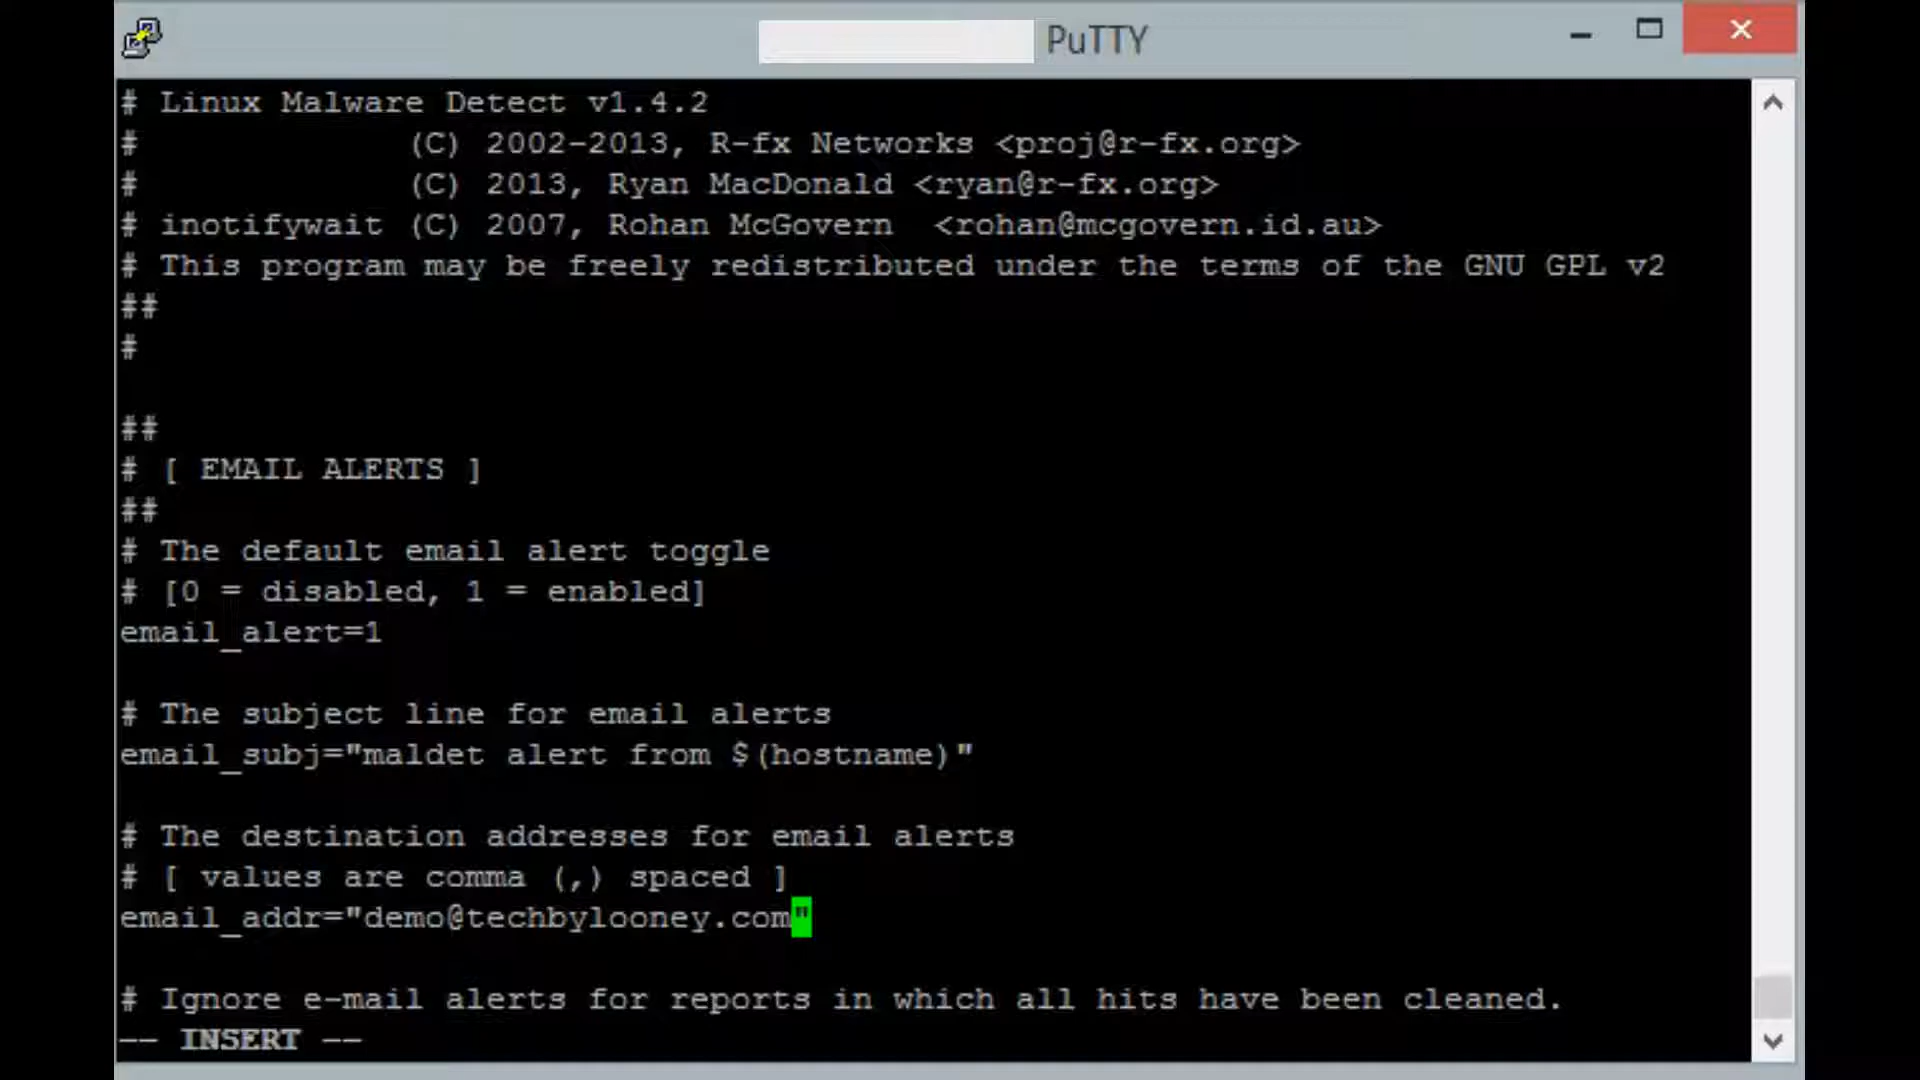 PuTTY
# Linux Malware Detect v1.4.2
#              (C) 2002-2013, R-fx Networks <proj@r-fx.org>
#              (C) 2013, Ryan MacDonald <ryan@r-fx.org>
# inotifywait (C) 2007, Rohan McGovern  <rohan@mcgovern.id.au>
# This program may be freely redistributed under the terms of the GNU GPL v2
##
#
##
# [ EMAIL ALERTS ]
##
# The default email alert toggle
# [0 = disabled, 1 = enabled]
email_alert=1
# The subject line for email alerts
email_subj="maldet alert from $(hostname)"
# The destination addresses for email alerts
# [ values are comma (,) spaced ]
email_addr="demo@techbylooney.com"
# Ignore e-mail alerts for reports in which all hits have been cleaned.
-- INSERT --